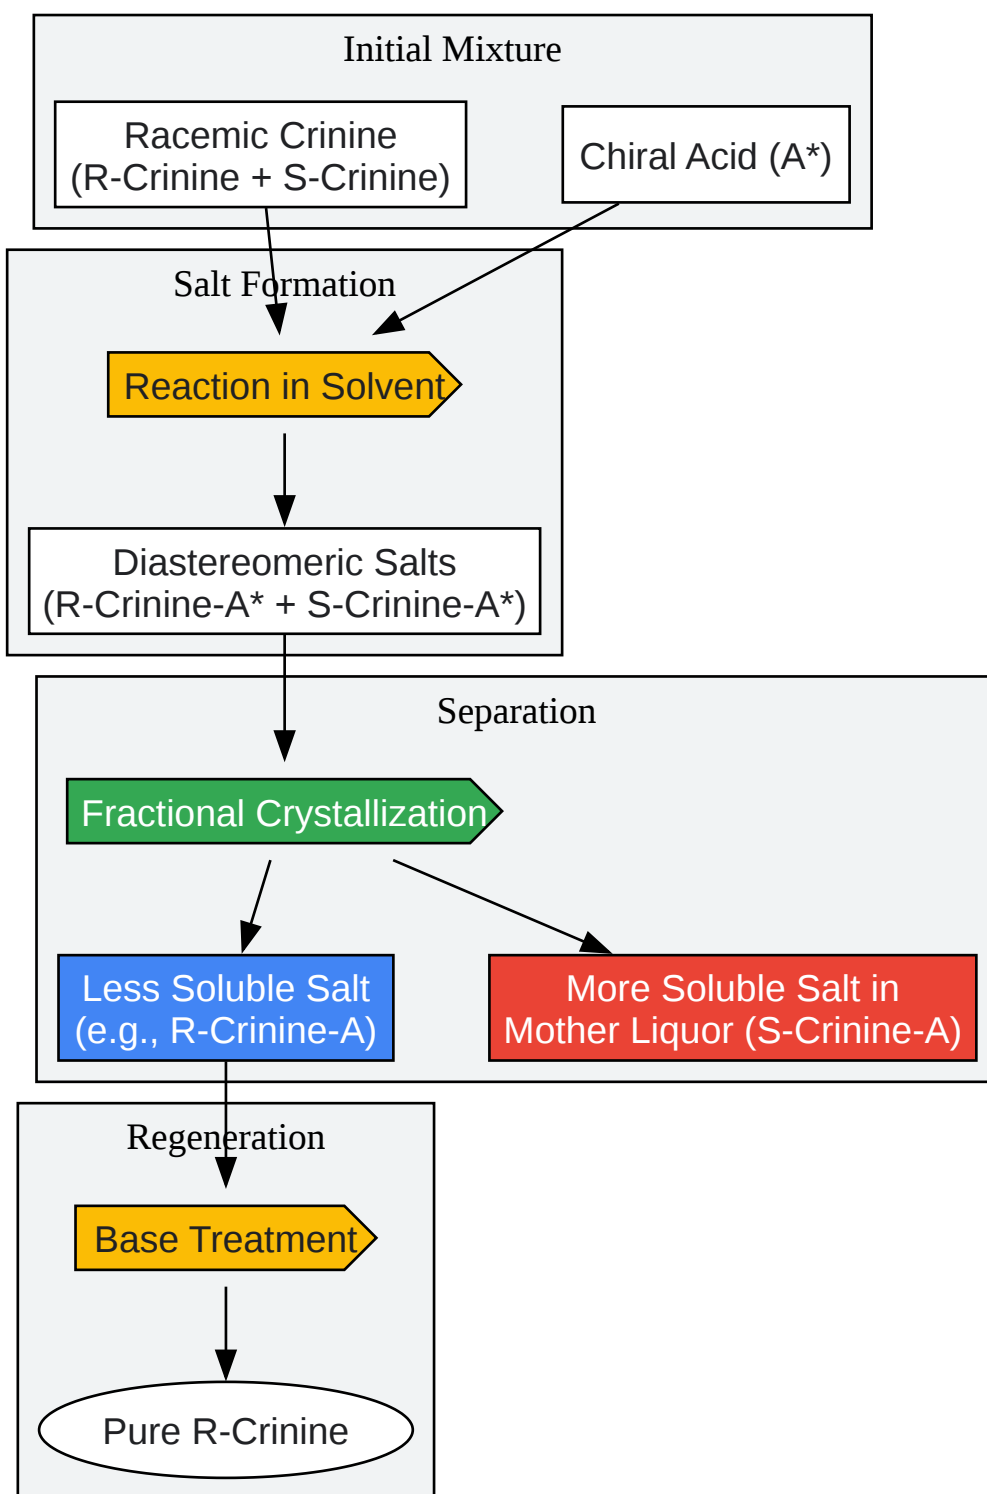 Initial Mixture
Racemic Crinine
(R-Crinine + S-Crinine)
Chiral Acid (A*)
Salt Formation
Reaction in Solvent
Diastereomeric Salts
(R-Crinine-A* + S-Crinine-A*)
Separation
Fractional Crystallization
Less Soluble Salt
(e.g., R-Crinine-A)
More Soluble Salt in
Mother Liquor (S-Crinine-A)
Regeneration
Base Treatment
Pure R-Crinine